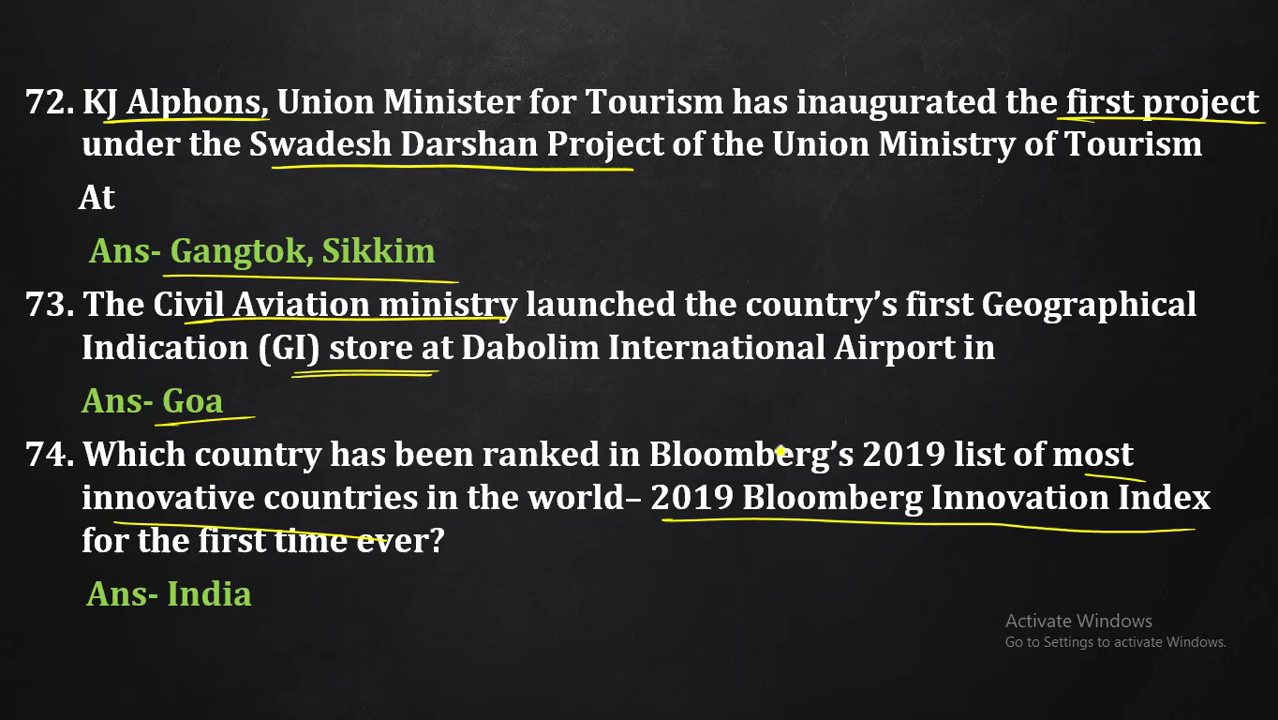 72. KJ Alphons, Union Minister for Tourism has inaugurated the first project
under the Swadesh Darshan Project of the Union Ministry of Tourism
At
Ans- Gangtok, Sikkim
73. The Civil Aviation ministry launched the country’s first Geographical
Indication (GI) store at Dabolim International Airport in
Ans- Goa
74. Which country has been ranked in Bloomberg’s 2019 list of most
innovative countries in the world– 2019 Bloomberg Innovation Index
for the first time ever?
Ans- India
Activate Windows
Go to Settings to activate Windows.